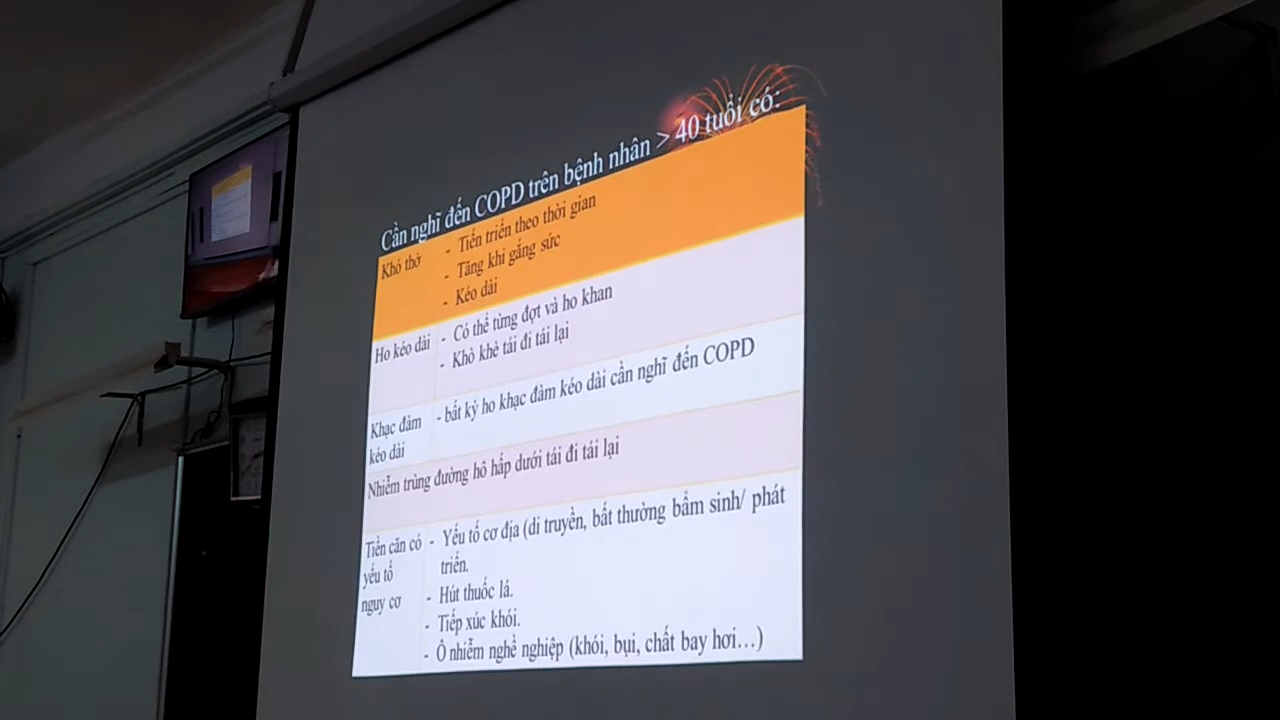 Cần nghĩ đến COPD trên bệnh nhân > 40 tuổi có:
Khó thở
- Tiến triển theo thời gian
- Tăng khi gắng sức
- Kéo dài
Ho kéo dài
- Có thể từng đợt và ho khan
- Khò khè tái đi tái lại
Khạc đàm
kéo dài
- bất kỳ ho khạc đàm kéo dài cần nghĩ đến COPD
Nhiễm trùng đường hô hấp dưới tái đi tái lại
Tiền căn có
yếu tố
nguy cơ
- Yếu tố cơ địa (di truyền, bất thường bẩm sinh/ phát
triển.
- Hút thuốc lá.
- Tiếp xúc khói.
- Ô nhiễm nghề nghiệp (khói, bụi, chất bay hơi…)